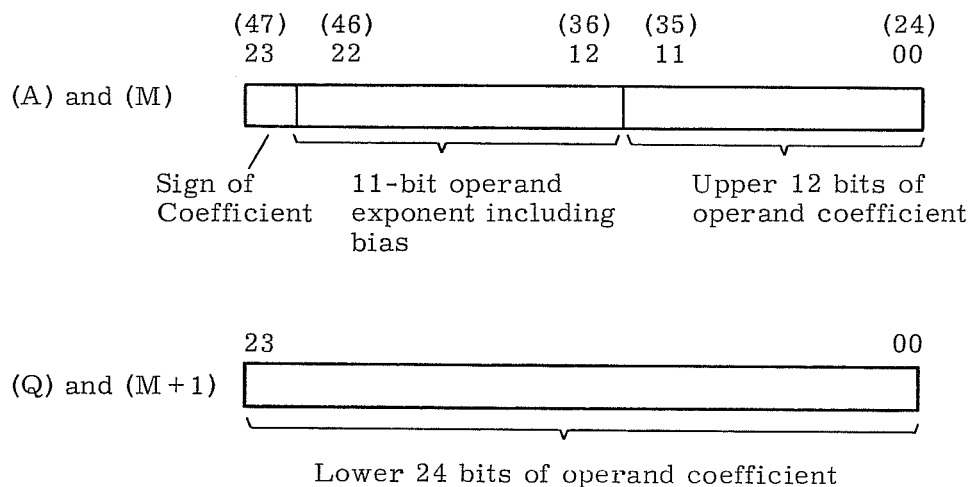 (47) (46) (36) (35) (24)
23 22 12 11 00
(A) and (M)
Sign of
Coefficient
11-bit operand
exponent including
bias
Upper 12 bits of
operand coefficient
23 00
(Q) and (M+1)
Lower 24 bits of operand coefficient